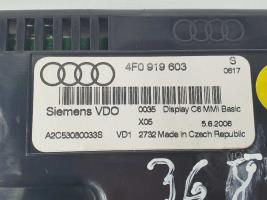 4F0 919 603 S
0617
Siemens VDO 0035 Display C6 MMi Basic
X05 5.6.2006
A2C53080033S VD1 2732 Made in Czech Republic
36